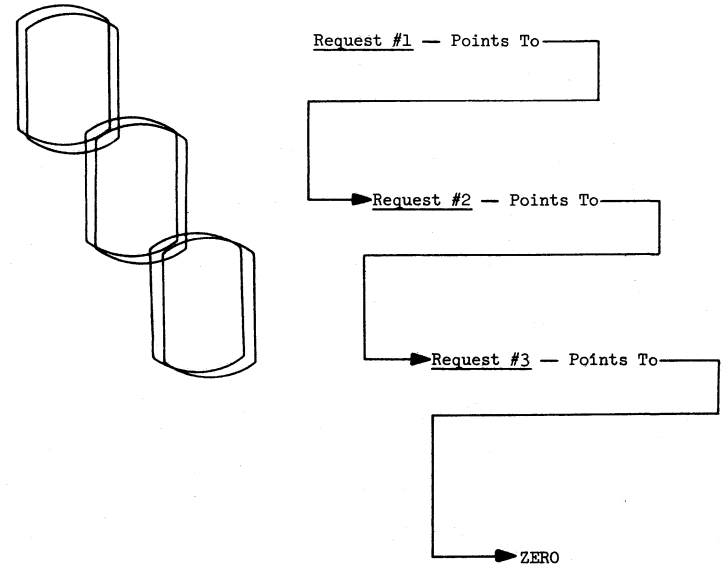 Request #1 — Points To
Request #2 — Points To
Request #3 — Points To
ZERO